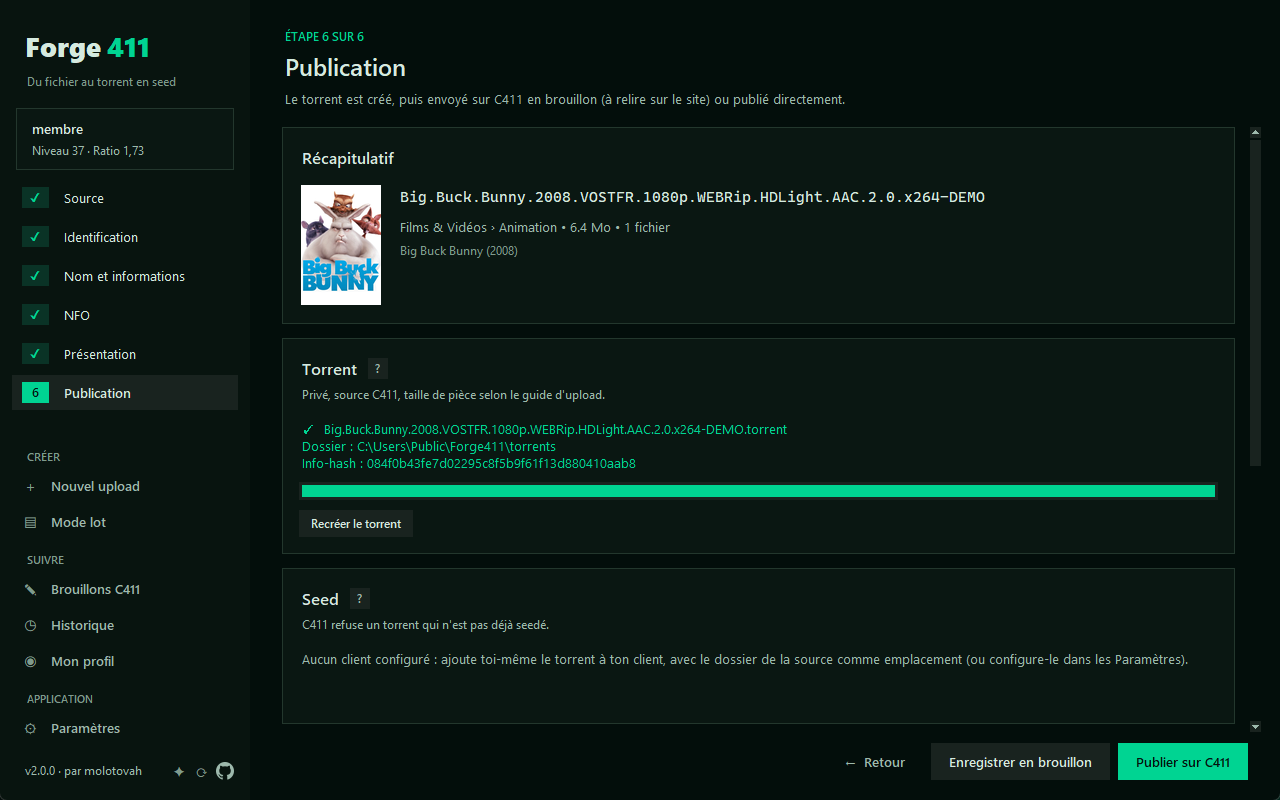 Forge 411
Du fichier au torrent en seed
membre
Niveau 37 · Ratio 1,73
✓ Source
✓ Identification
✓ Nom et informations
✓ NFO
✓ Présentation
6 Publication
CRÉER
+ Nouvel upload
Mode lot
SUIVRE
Brouillons C411
Historique
Mon profil
APPLICATION
Paramètres
v2.0.0 · par molotovah
ÉTAPE 6 SUR 6
Publication
Le torrent est créé, puis envoyé sur C411 en brouillon (à relire sur le site) ou publié directement.
Récapitulatif
Big Buck
BUNNY
Big.Buck.Bunny.2008.VOSTFR.1080p.WEBRip.HDLight.AAC.2.0.x264-DEMO
Films & Vidéos › Animation • 6.4 Mo • 1 fichier
Big Buck Bunny (2008)
Torrent ?
Privé, source C411, taille de pièce selon le guide d'upload.
✓ Big.Buck.Bunny.2008.VOSTFR.1080p.WEBRip.HDLight.AAC.2.0.x264-DEMO.torrent
Dossier : C:\Users\Public\Forge411\torrents
Info-hash : 084f0b43fe7d02295c8f5b9f61f13d880410aab8
Recréer le torrent
Seed ?
C411 refuse un torrent qui n'est pas déjà seedé.
Aucun client configuré : ajoute toi-même le torrent à ton client, avec le dossier de la source comme emplacement (ou configure-le dans les Paramètres).
← Retour
Enregistrer en brouillon
Publier sur C411